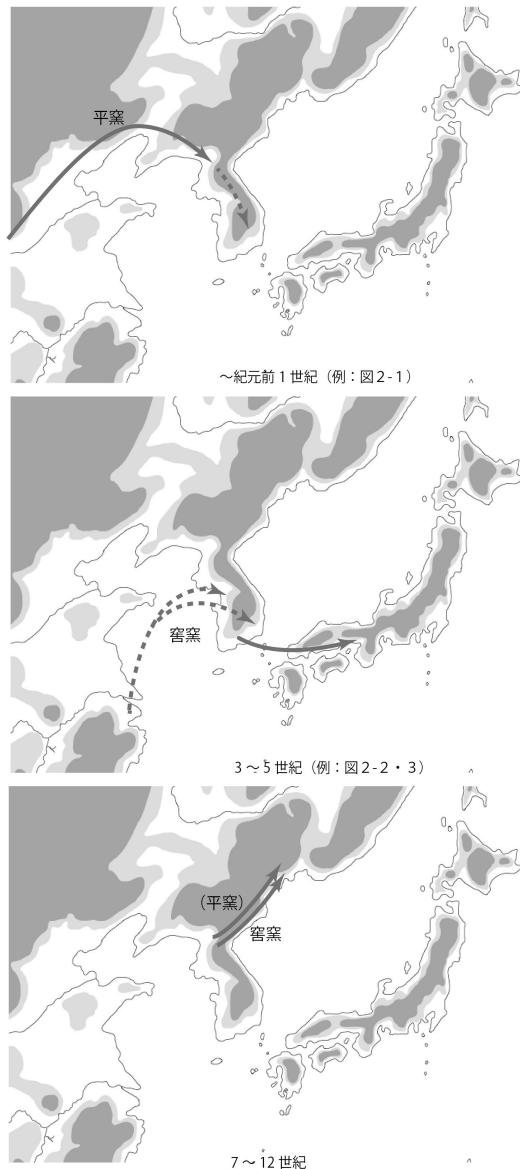 平窯
～紀元前1世紀（例：図2-1）
窖窯
3～5世紀（例：図2-2・3）
（平窯）
窖窯
7～12世紀